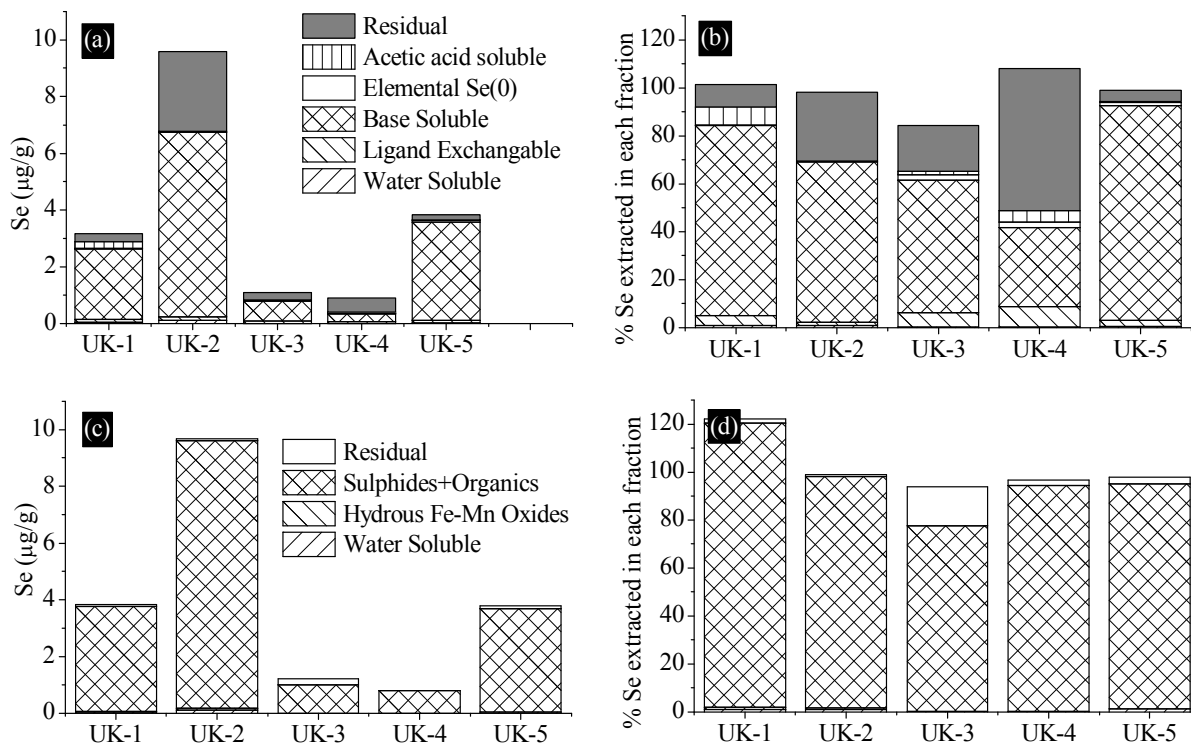 (a)
10
8
6
4
2
0
Se (μg/g)
Residual
Acetic acid soluble
Elemental Se(0)
Base Soluble
Ligand Exchangable
Water Soluble
UK-1 UK-2 UK-3 UK-4 UK-5
(b)
120
100
80
60
40
20
0
% Se extracted in each fraction
UK-1 UK-2 UK-3 UK-4 UK-5
(c)
10
8
6
4
2
0
Se (μg/g)
Residual
Sulphides+Organics
Hydrous Fe-Mn Oxides
Water Soluble
UK-1 UK-2 UK-3 UK-4 UK-5
(d)
120
100
80
60
40
20
0
% Se extracted in each fraction
UK-1 UK-2 UK-3 UK-4 UK-5